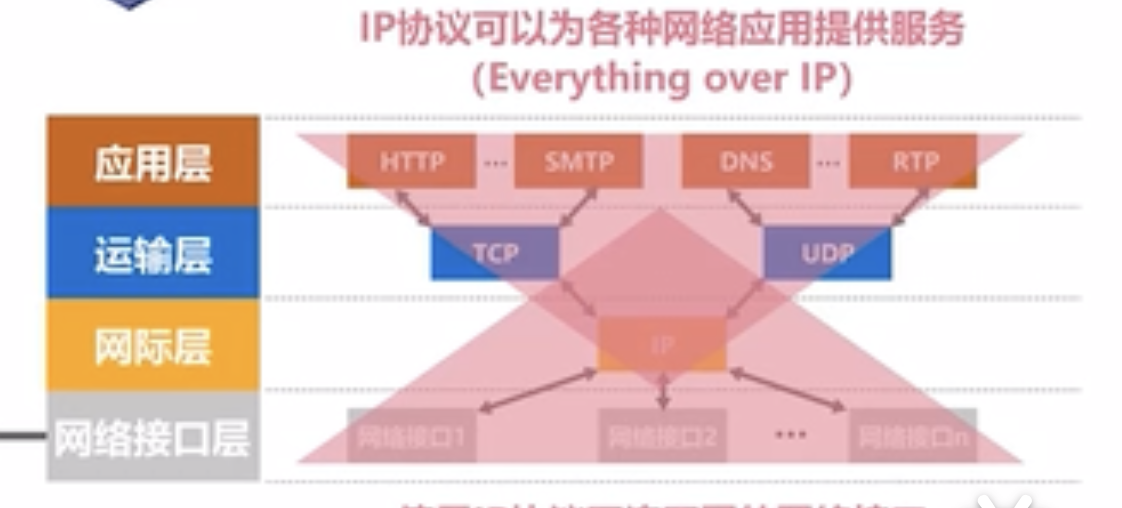 IP协议可以为各种网络应用提供服务
(Everything over IP)
应用层
HTTP ... SMTP DNS ... RTP
运输层
TCP UDP
网际层
IP
网络接口层
网络接口1 网络接口2 ... 网络接口n